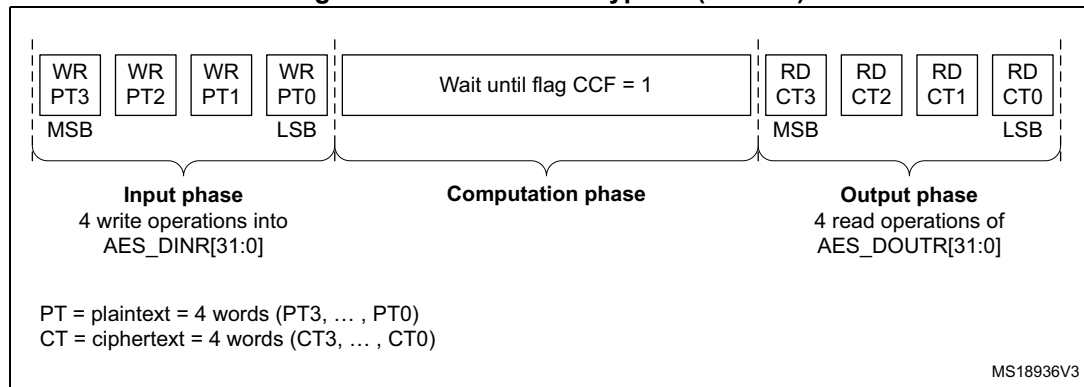 WR PT3
WR PT2
WR PT1
WR PT0
Wait until flag CCF = 1
RD CT3
RD CT2
RD CT1
RD CT0
MSB
LSB
MSB
LSB
Input phase
4 write operations into
AES_DINR[31:0]
Computation phase
Output phase
4 read operations of
AES_DOUTR[31:0]
PT = plaintext = 4 words (PT3, … , PT0)
CT = ciphertext = 4 words (CT3, … , CT0)
MS18936V3